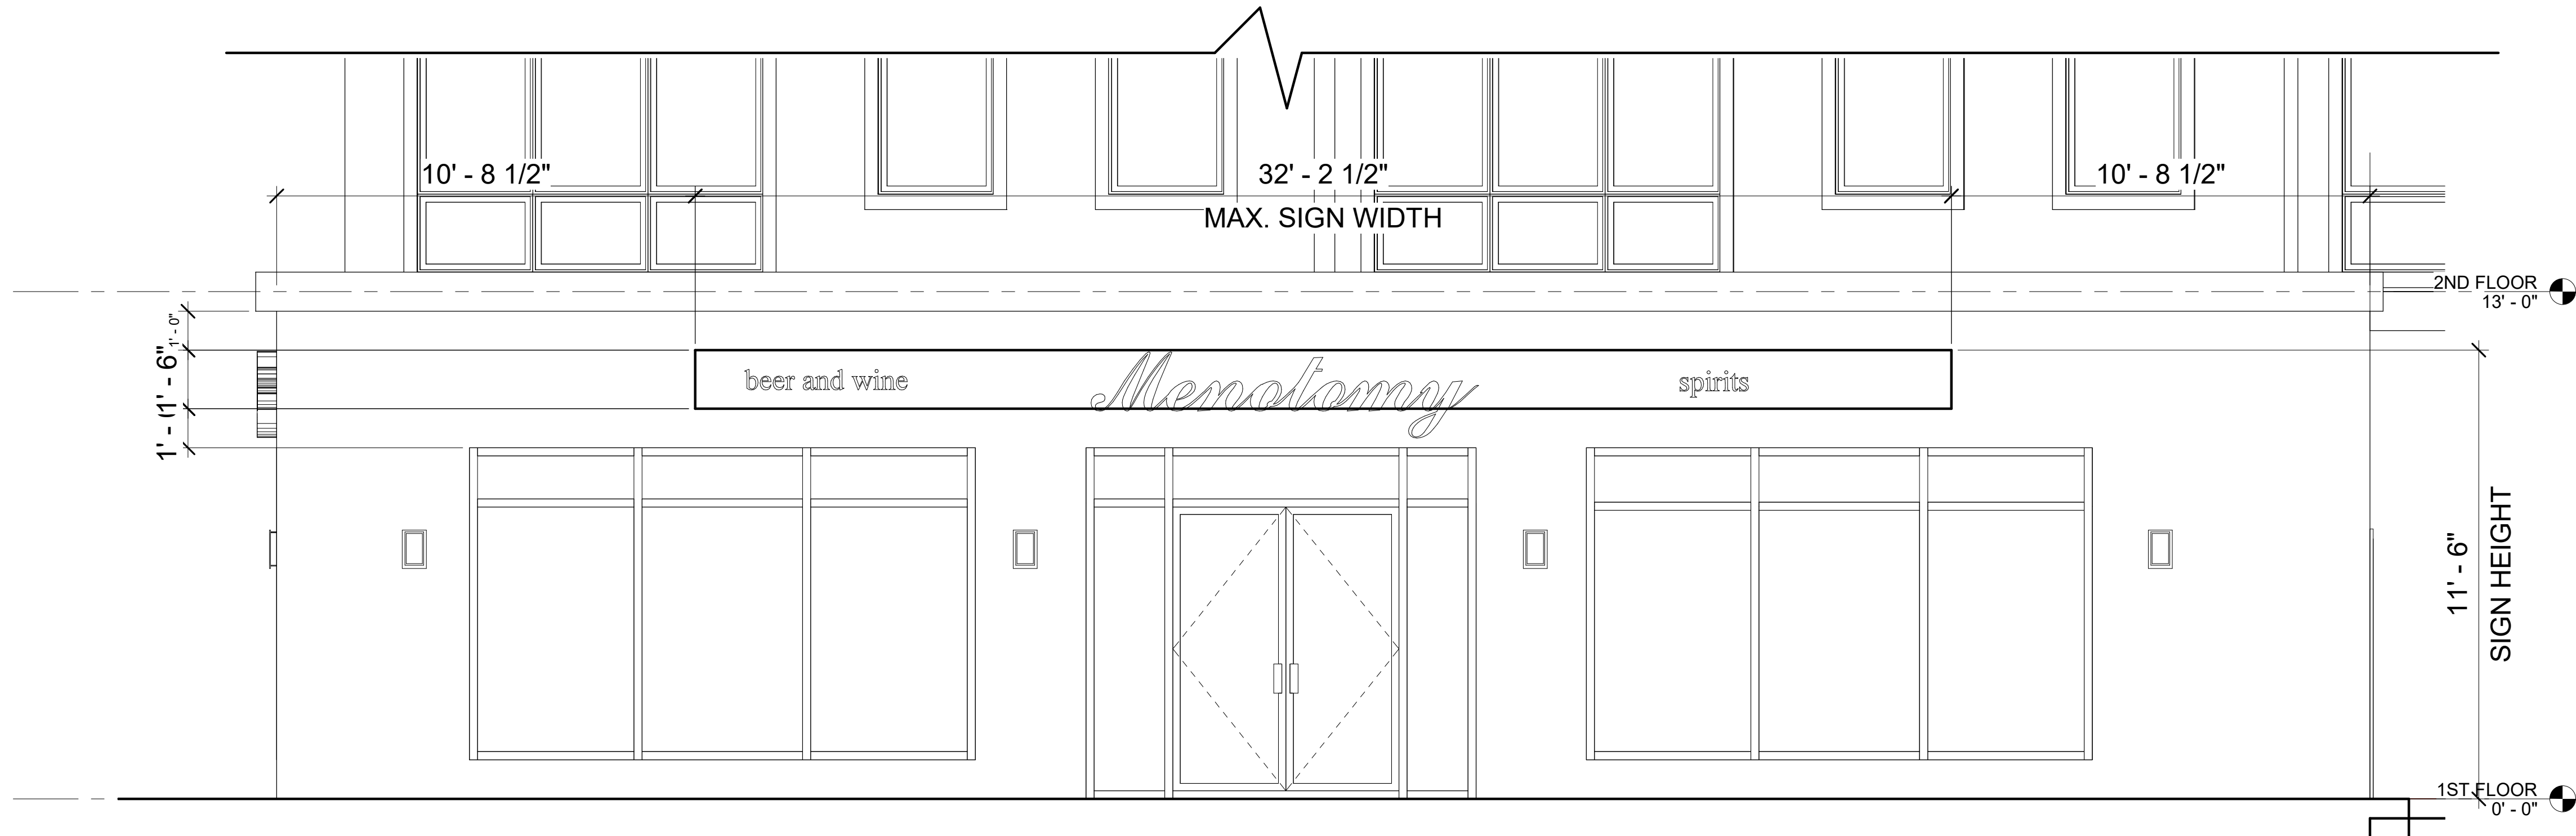 10' - 8 1/2"
32' - 2 1/2"
10' - 8 1/2"
MAX. SIGN WIDTH
2ND FLOOR
13' - 0"
1' - 0"
1' - 6"
1' - 0"
beer and wine
Menotomy
spirits
11' - 6"
SIGN HEIGHT
1ST FLOOR
0' - 0"